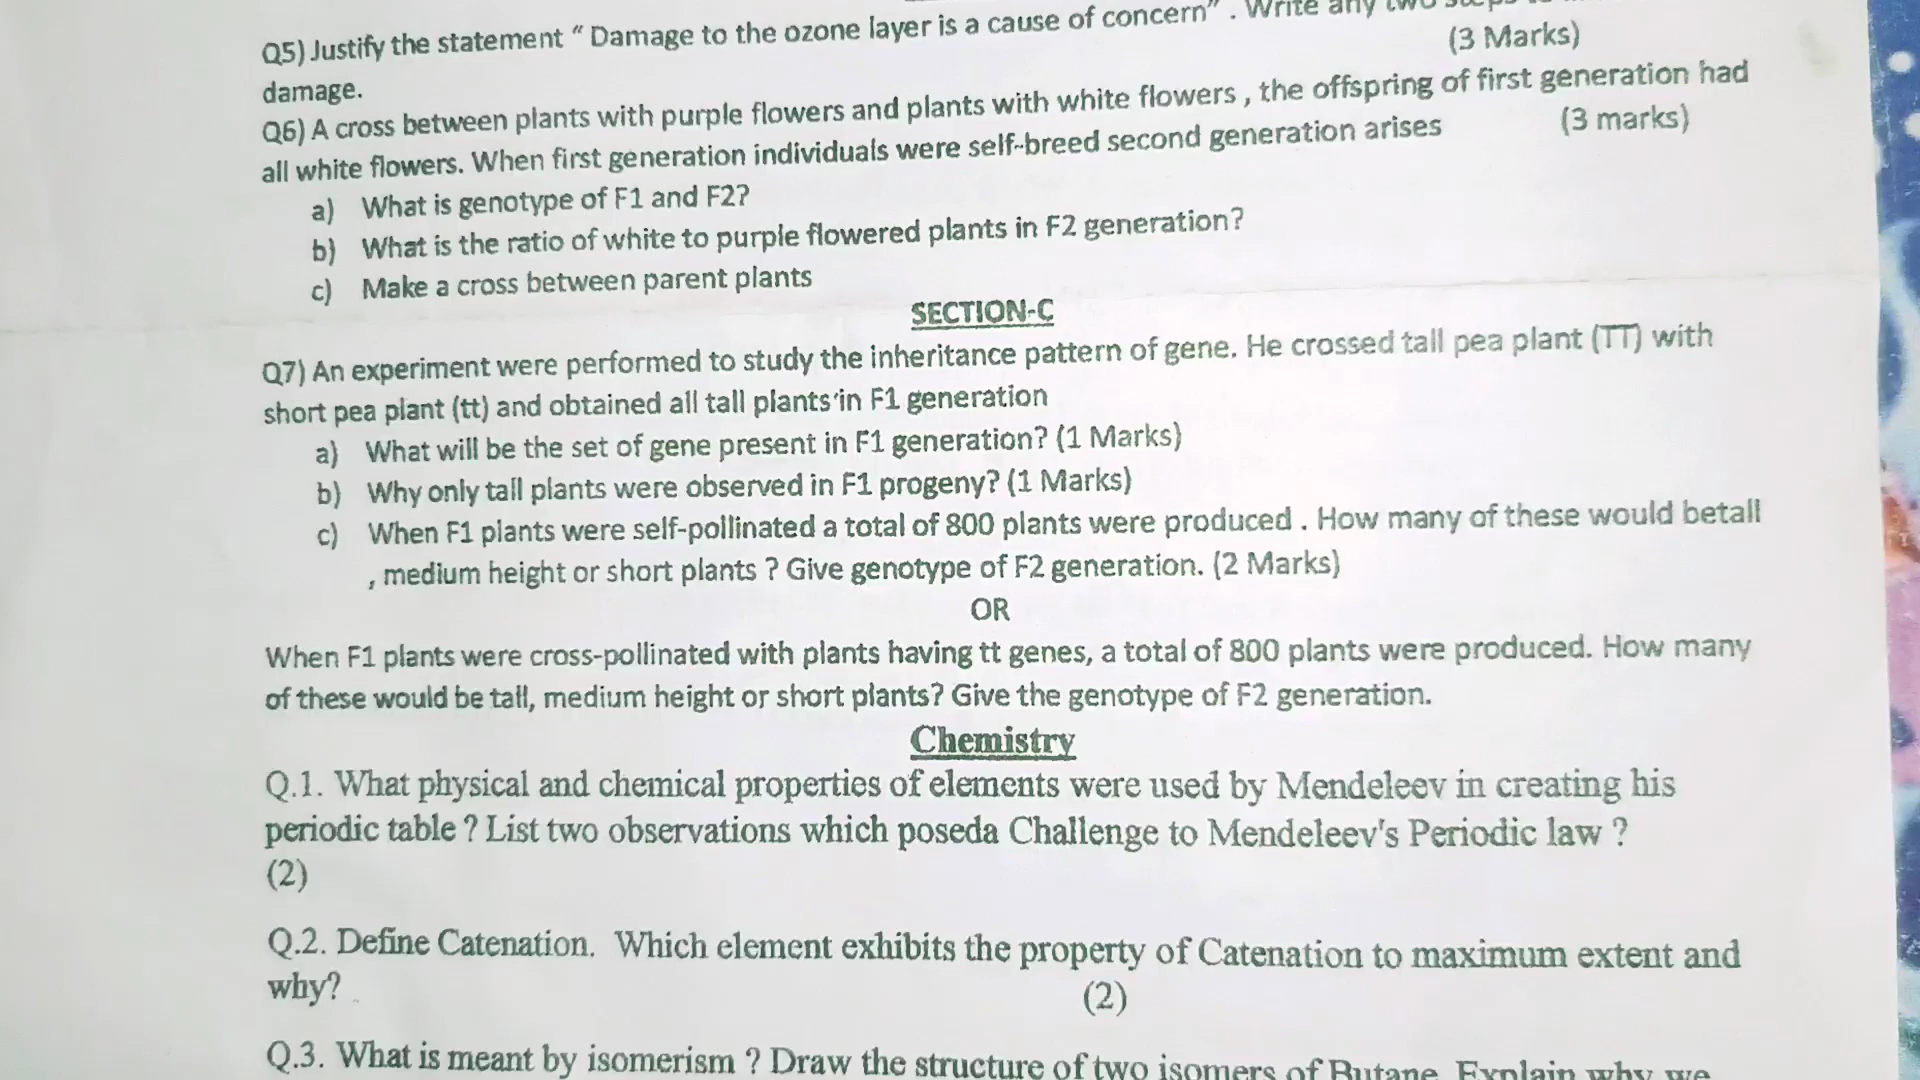 Q5) Justify the statement “ Damage to the ozone layer is a cause of concern” . Write any two
(3 Marks)
damage.
Q6) A cross between plants with purple flowers and plants with white flowers , the offspring of first generation had
all white flowers. When first generation individuals were self-breed second generation arises (3 marks)
a) What is genotype of F1 and F2?
b) What is the ratio of white to purple flowered plants in F2 generation?
c) Make a cross between parent plants
SECTION-C
Q7) An experiment were performed to study the inheritance pattern of gene. He crossed tall pea plant (TT) with
short pea plant (tt) and obtained all tall plants in F1 generation
a) What will be the set of gene present in F1 generation? (1 Marks)
b) Why only tall plants were observed in F1 progeny? (1 Marks)
c) When F1 plants were self-pollinated a total of 800 plants were produced . How many of these would betall
, medium height or short plants ? Give genotype of F2 generation. (2 Marks)
OR
When F1 plants were cross-pollinated with plants having tt genes, a total of 800 plants were produced. How many
of these would be tall, medium height or short plants? Give the genotype of F2 generation.
Chemistry
Q.1. What physical and chemical properties of elements were used by Mendeleev in creating his
periodic table ? List two observations which poseda Challenge to Mendeleev's Periodic law ?
(2)
Q.2. Define Catenation. Which element exhibits the property of Catenation to maximum extent and
why? (2)
Q.3. What is meant by isomerism ? Draw the structure of two isomers of Butane. Explain why we